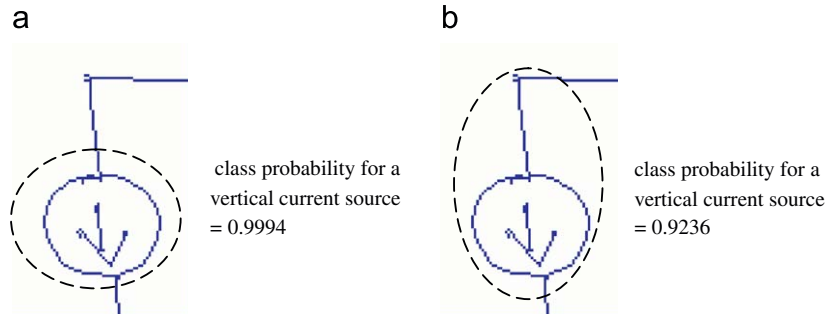 a
class probability for a
vertical current source
= 0.9994
b
class probability for a
vertical current source
= 0.9236